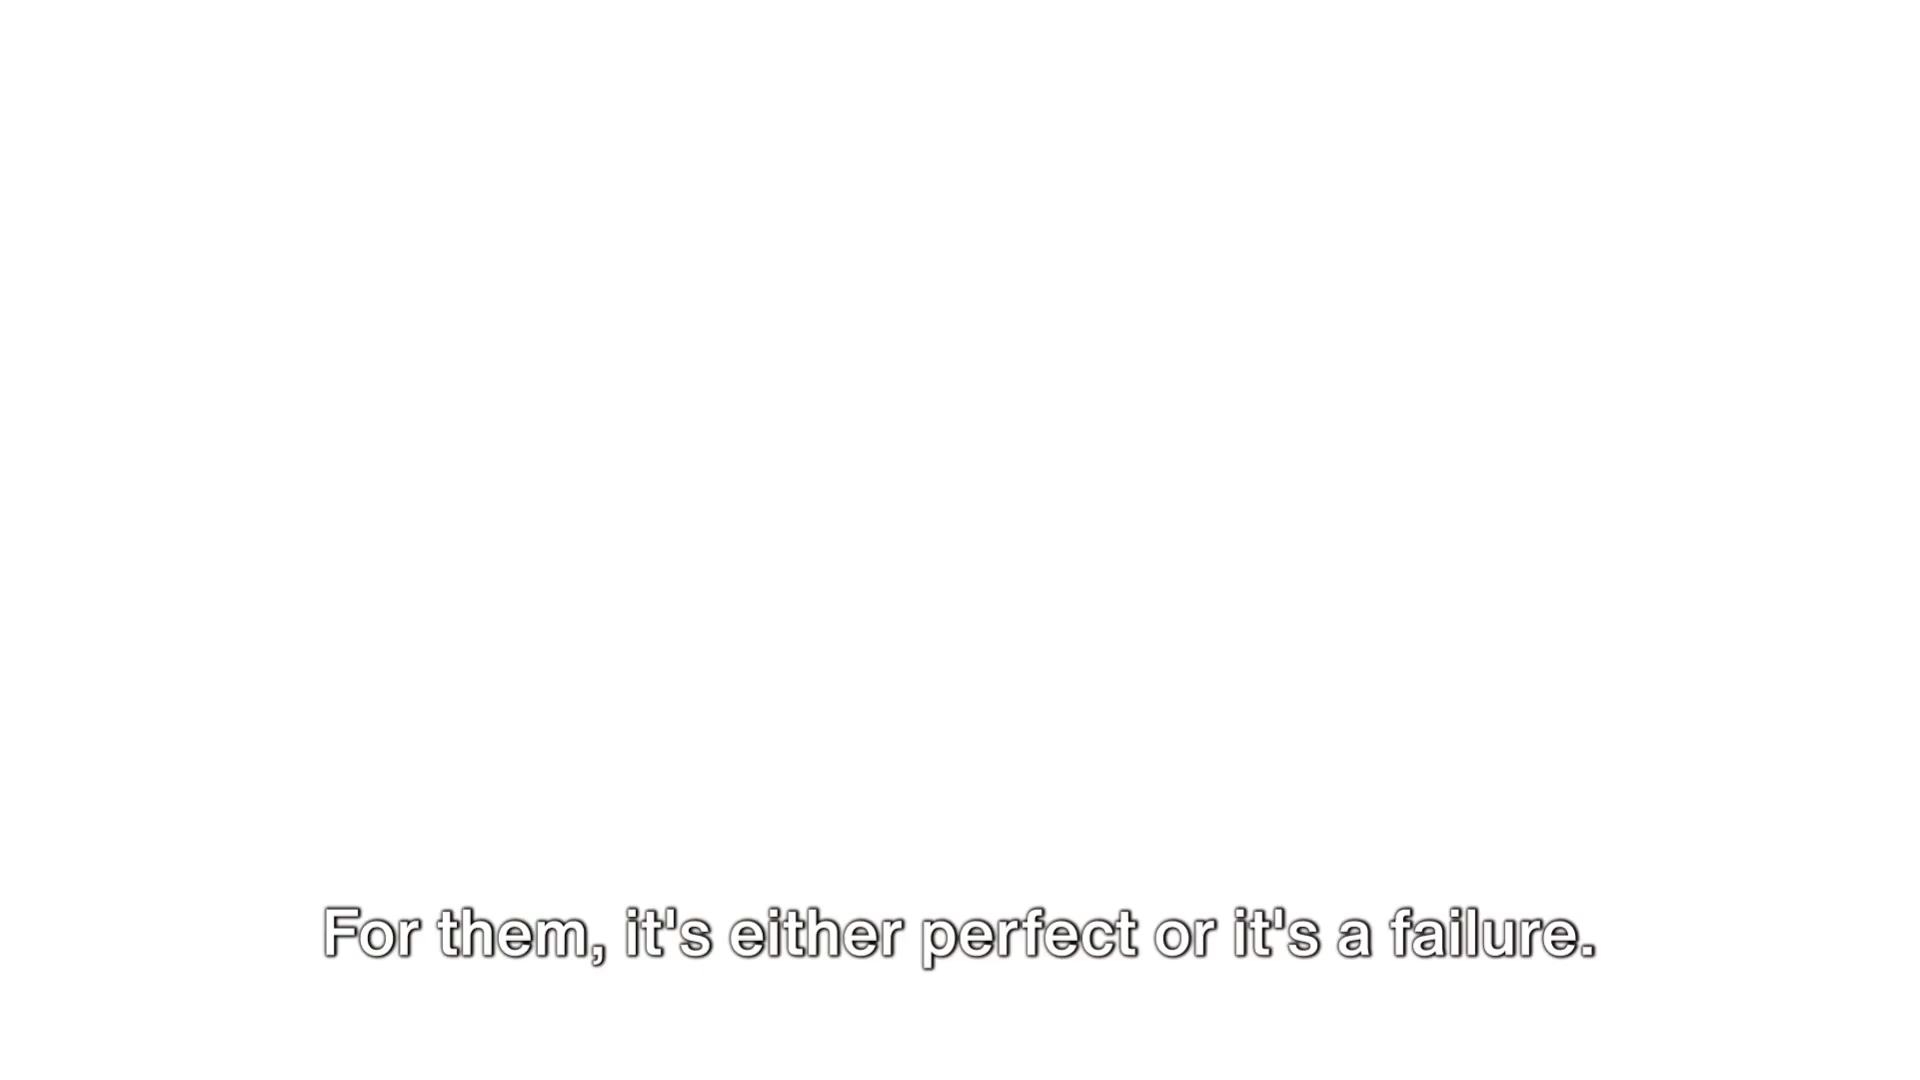 For them, it's either perfect or it's a failure.